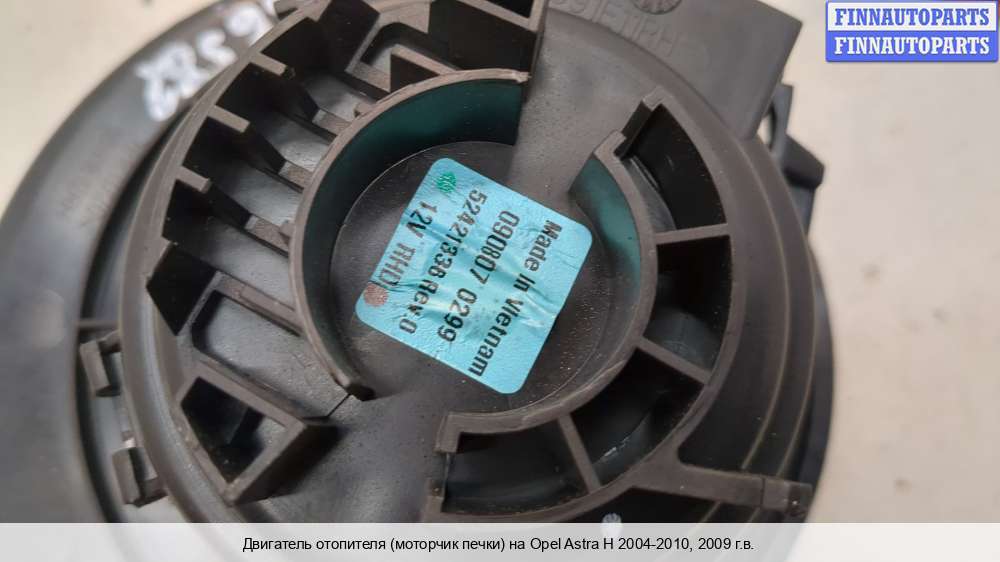 FINNAUTOPARTS
FINNAUTOPARTS
Made in Vietnam
090807 0299
52421336Rev.0
12V RHD
Двигатель отопителя (моторчик печки) на Opel Astra H 2004-2010, 2009 г.в.